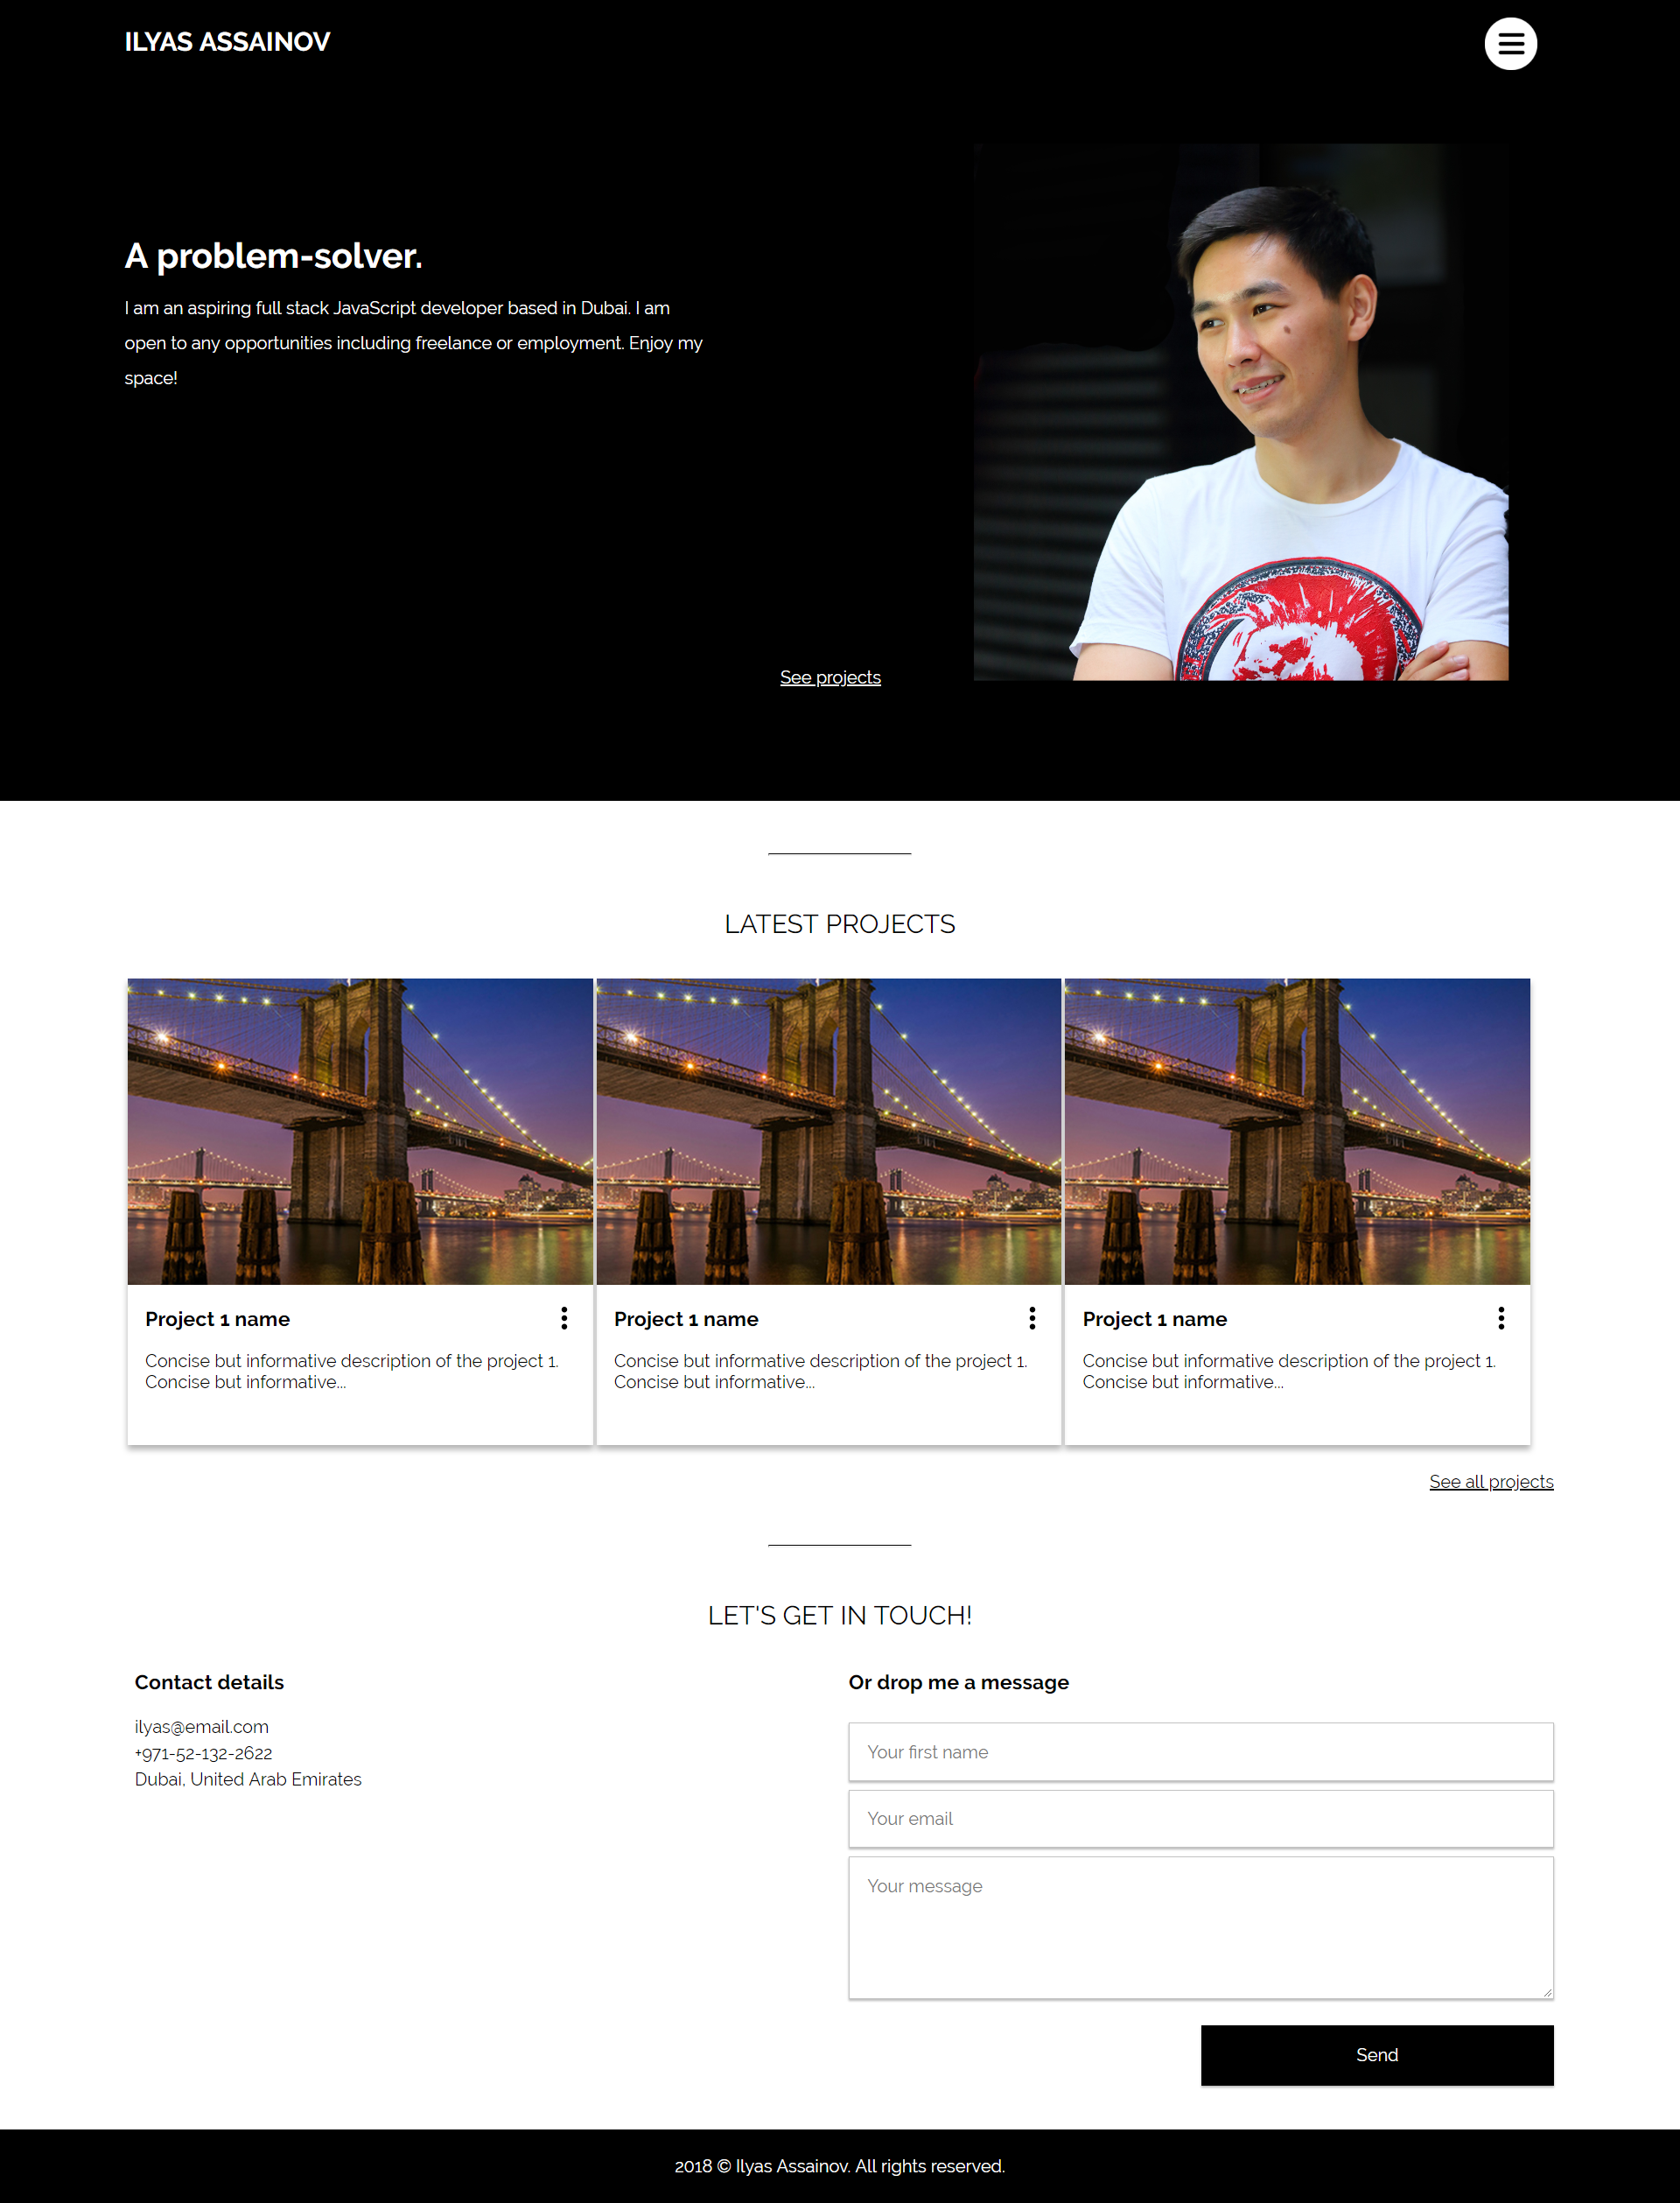 ILYAS ASSAINOV
A problem-solver.
I am an aspiring full stack JavaScript developer based in Dubai. I am
open to any opportunities including freelance or employment. Enjoy my
space!
See projects
LATEST PROJECTS
Project 1 name
Concise but informative description of the project 1.
Concise but informative...
Project 1 name
Concise but informative description of the project 1.
Concise but informative...
Project 1 name
Concise but informative description of the project 1.
Concise but informative...
See all projects
LET'S GET IN TOUCH!
Contact details
ilyas@email.com
+971-52-132-2622
Dubai, United Arab Emirates
Or drop me a message
Your first name
Your email
Your message
Send
2018 © Ilyas Assainov. All rights reserved.